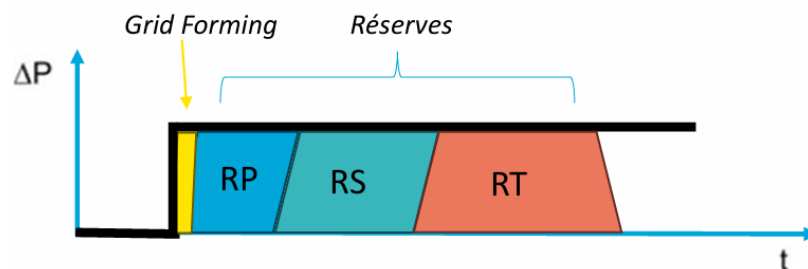 Grid Forming
Réserves
ΔP
RP
RS
RT
t